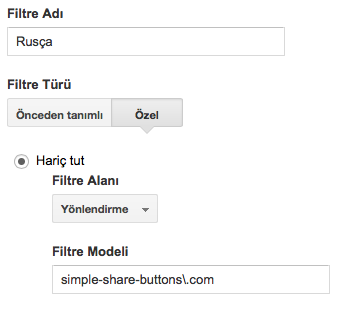 Filtre Adı
Rusça
Filtre Türü
Önceden tanımlı Özel
Hariç tut
Filtre Alanı
Yönlendirme
Filtre Modeli
simple-share-buttons\.com